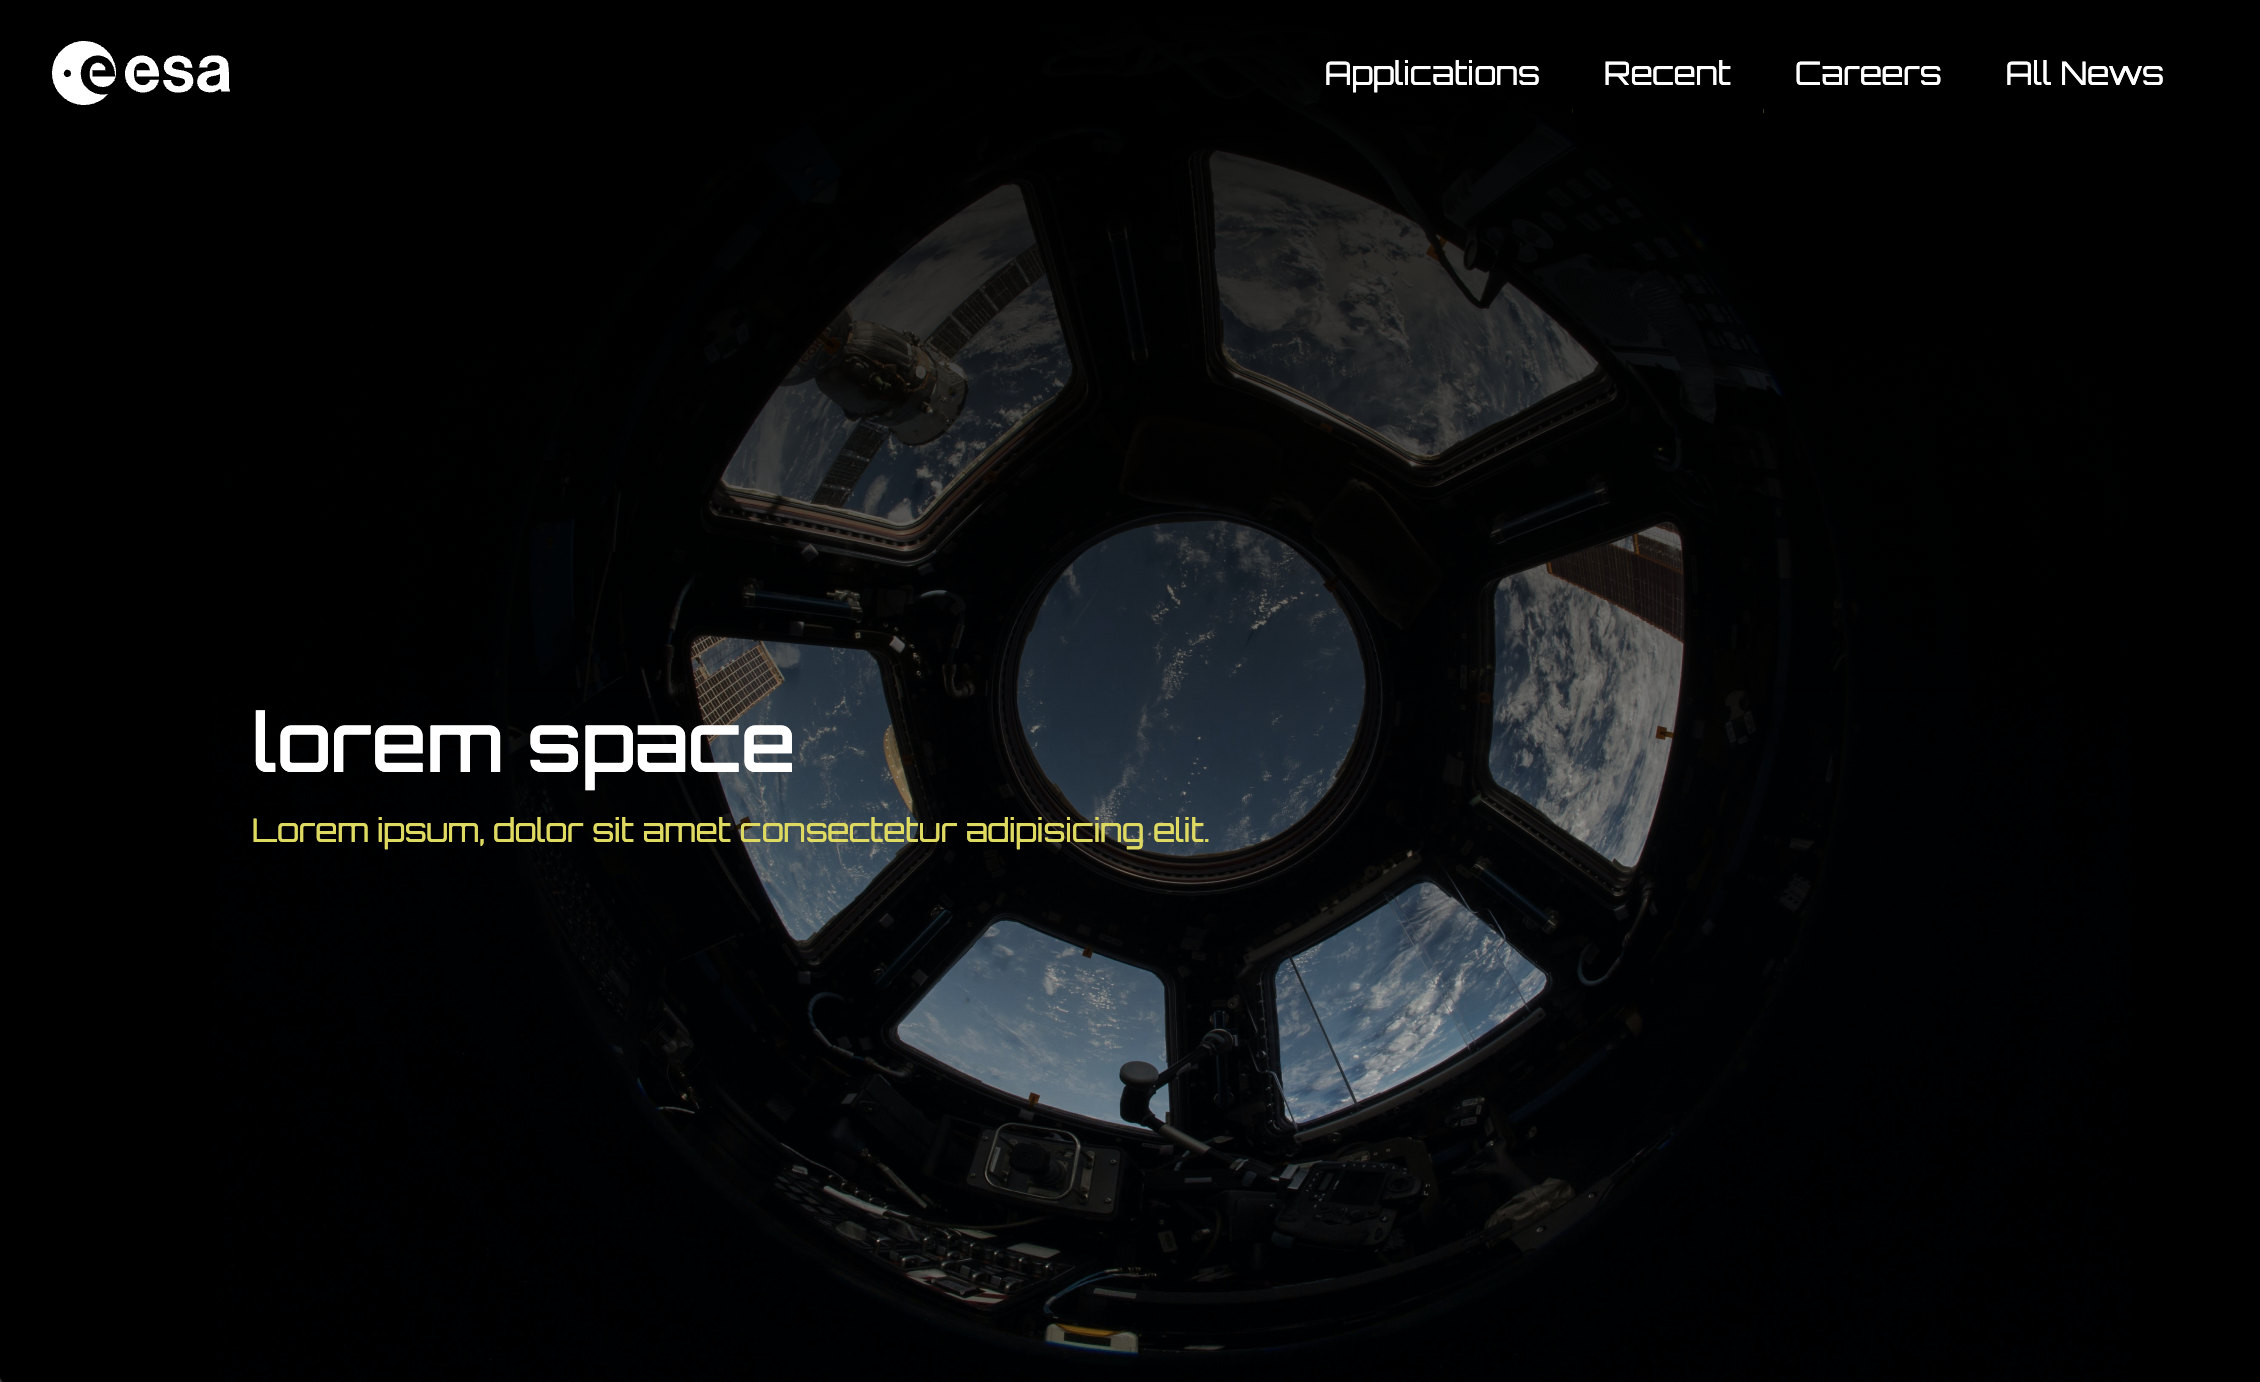 esa
Applications Recent Careers All News
lorem space
Lorem ipsum, dolor sit amet consectetur adipisicing elit.